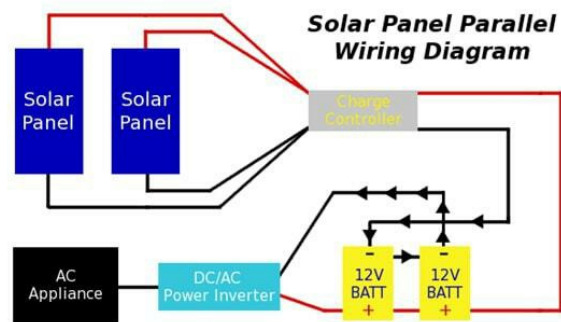 Solar Panel Parallel
Wiring Diagram
Solar
Panel
Solar
Panel
Charge
Controller
AC
Appliance
DC/AC
Power Inverter
-
12V
BATT
+
-
12V
BATT
+